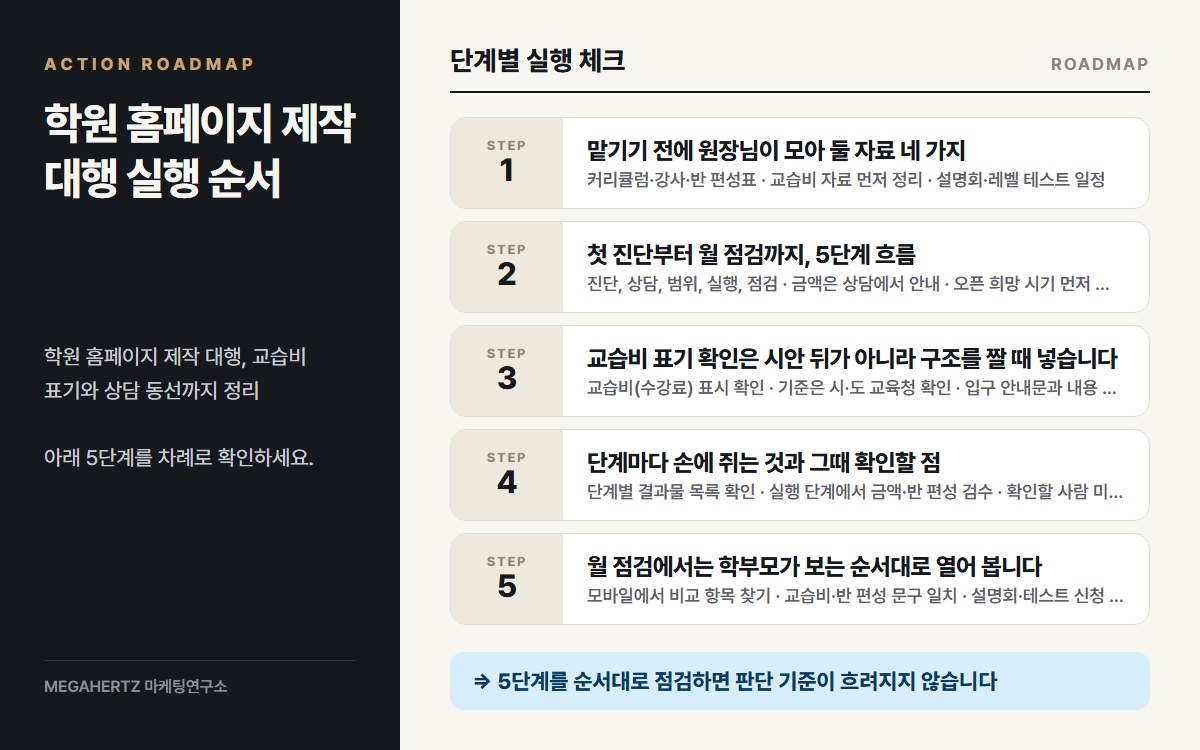 ACTION ROADMAP
학원 홈페이지 제작
대행 실행 순서
학원 홈페이지 제작 대행, 교습비
표기와 상담 동선까지 정리
아래 5단계를 차례로 확인하세요.
MEGAHERTZ 마케팅연구소
단계별 실행 체크
ROADMAP
STEP
1
맡기기 전에 원장님이 모아 둘 자료 네 가지
커리큘럼·강사·반 편성표 · 교습비 자료 먼저 정리 · 설명회·레벨 테스트 일정
STEP
2
첫 진단부터 월 점검까지, 5단계 흐름
진단, 상담, 범위, 실행, 점검 · 금액은 상담에서 안내 · 오픈 희망 시기 먼저 ...
STEP
3
교습비 표기 확인은 시안 뒤가 아니라 구조를 짤 때 넣습니다
교습비(수강료) 표시 확인 · 기준은 시·도 교육청 확인 · 입구 안내문과 내용 ...
STEP
4
단계마다 손에 쥐는 것과 그때 확인할 점
단계별 결과물 목록 확인 · 실행 단계에서 금액·반 편성 검수 · 확인할 사람 미...
STEP
5
월 점검에서는 학부모가 보는 순서대로 열어 봅니다
모바일에서 비교 항목 찾기 · 교습비·반 편성 문구 일치 · 설명회·테스트 신청 ...
⇒ 5단계를 순서대로 점검하면 판단 기준이 흐려지지 않습니다